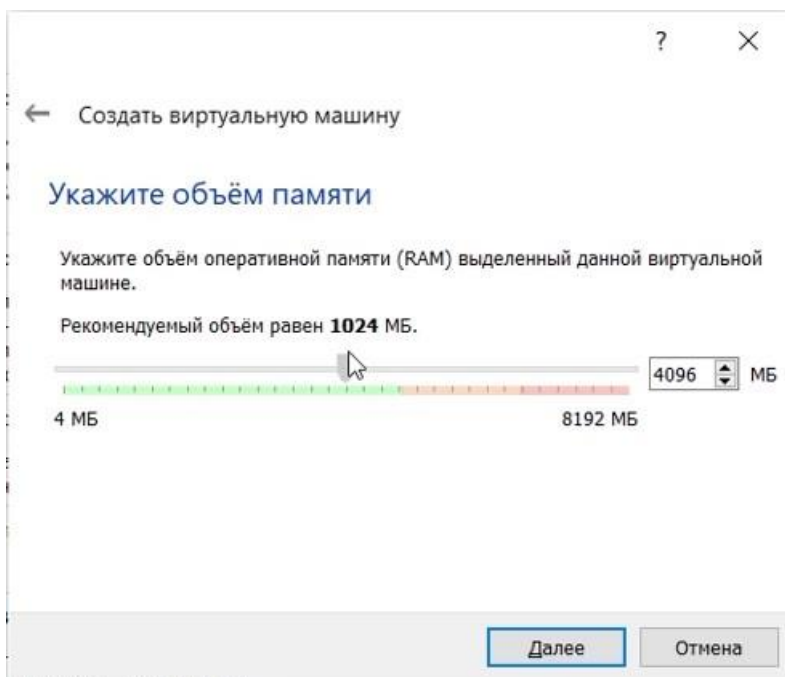 ?
Создать виртуальную машину
Укажите объём памяти
Укажите объём оперативной памяти (RAM) выделенный данной виртуальной
машине.
Рекомендуемый объём равен 1024 МБ.
4096 МБ
4 МБ 8192 МБ
Далее Отмена